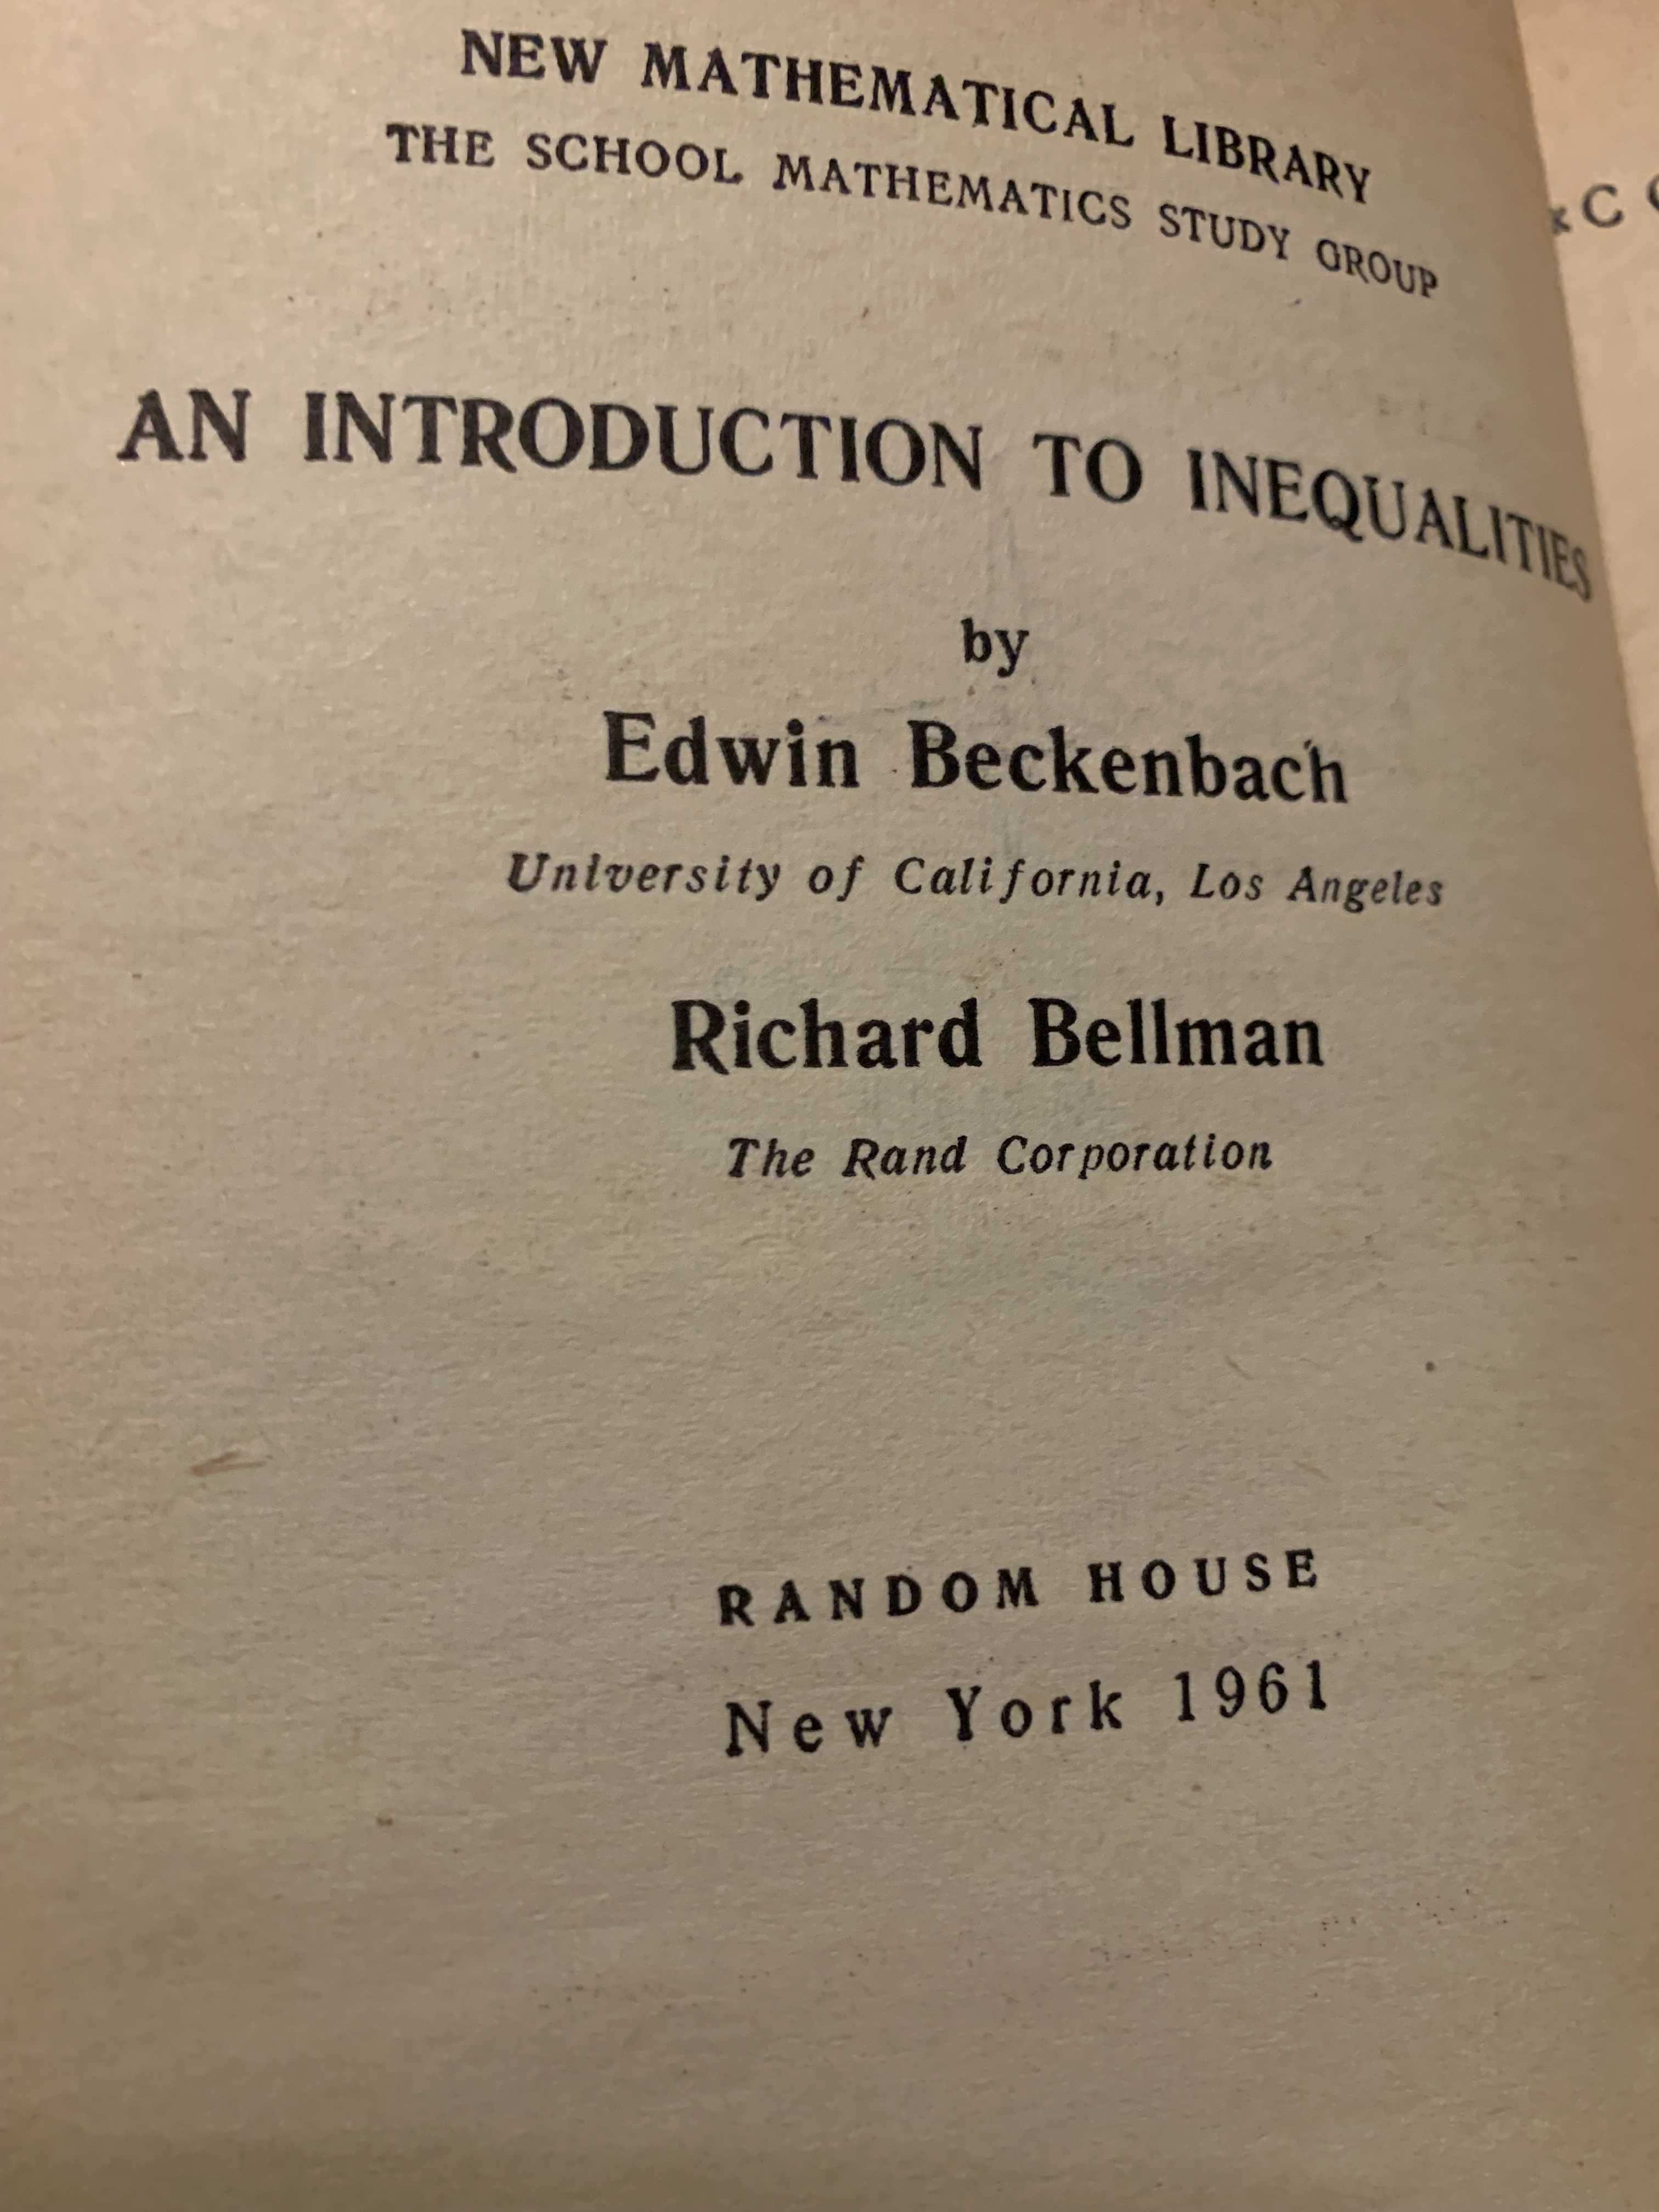 NEW MATHEMATICAL LIBRARY
THE SCHOOL MATHEMATICS STUDY GROUP
AN INTRODUCTION TO INEQUALITIES
by
Edwin Beckenbach
University of California, Los Angeles
Richard Bellman
The Rand Corporation
RANDOM HOUSE
New York 1961